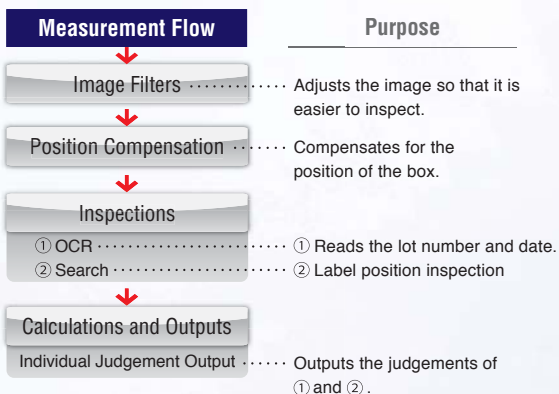 Measurement Flow
Purpose
Image Filters ············· Adjusts the image so that it is
easier to inspect.
Position Compensation ······· Compensates for the
position of the box.
Inspections
① OCR ························ ① Reads the lot number and date.
② Search ······················ ② Label position inspection
Calculations and Outputs
Individual Judgement Output ······ Outputs the judgements of
① and ②.